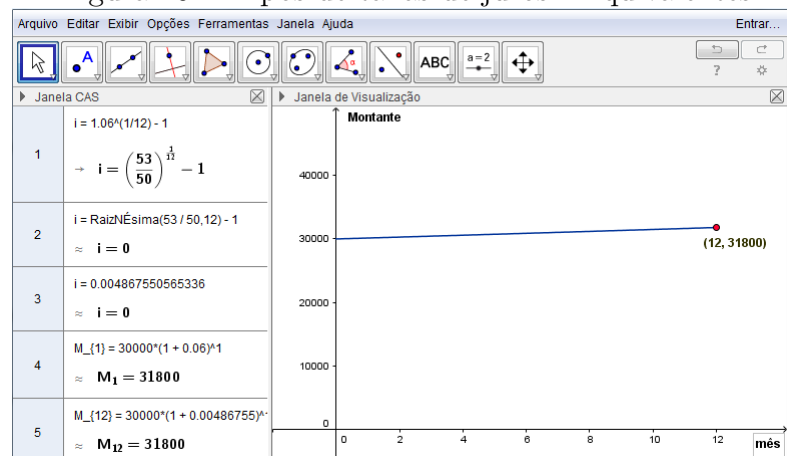 Arquivo Editar Exibir Opções Ferramentas Janela Ajuda Entrar...
A ABC a=2 ?
Janela CAS
1
i = 1.06^(1/12) - 1
→ i = (53/50)^(1/12) − 1
2
i = RaizNÉsima(53 / 50,12) - 1
≈ i = 0
3
i = 0.004867550565336
≈ i = 0
4
M_{1} = 30000*(1 + 0.06)^1
≈ M₁ = 31800
5
M_{12} = 30000*(1 + 0.00486755)^
≈ M₁₂ = 31800
Janela de Visualização
Montante
40000
30000
20000
10000
0
(12, 31800)
0 2 4 6 8 10 12 mês